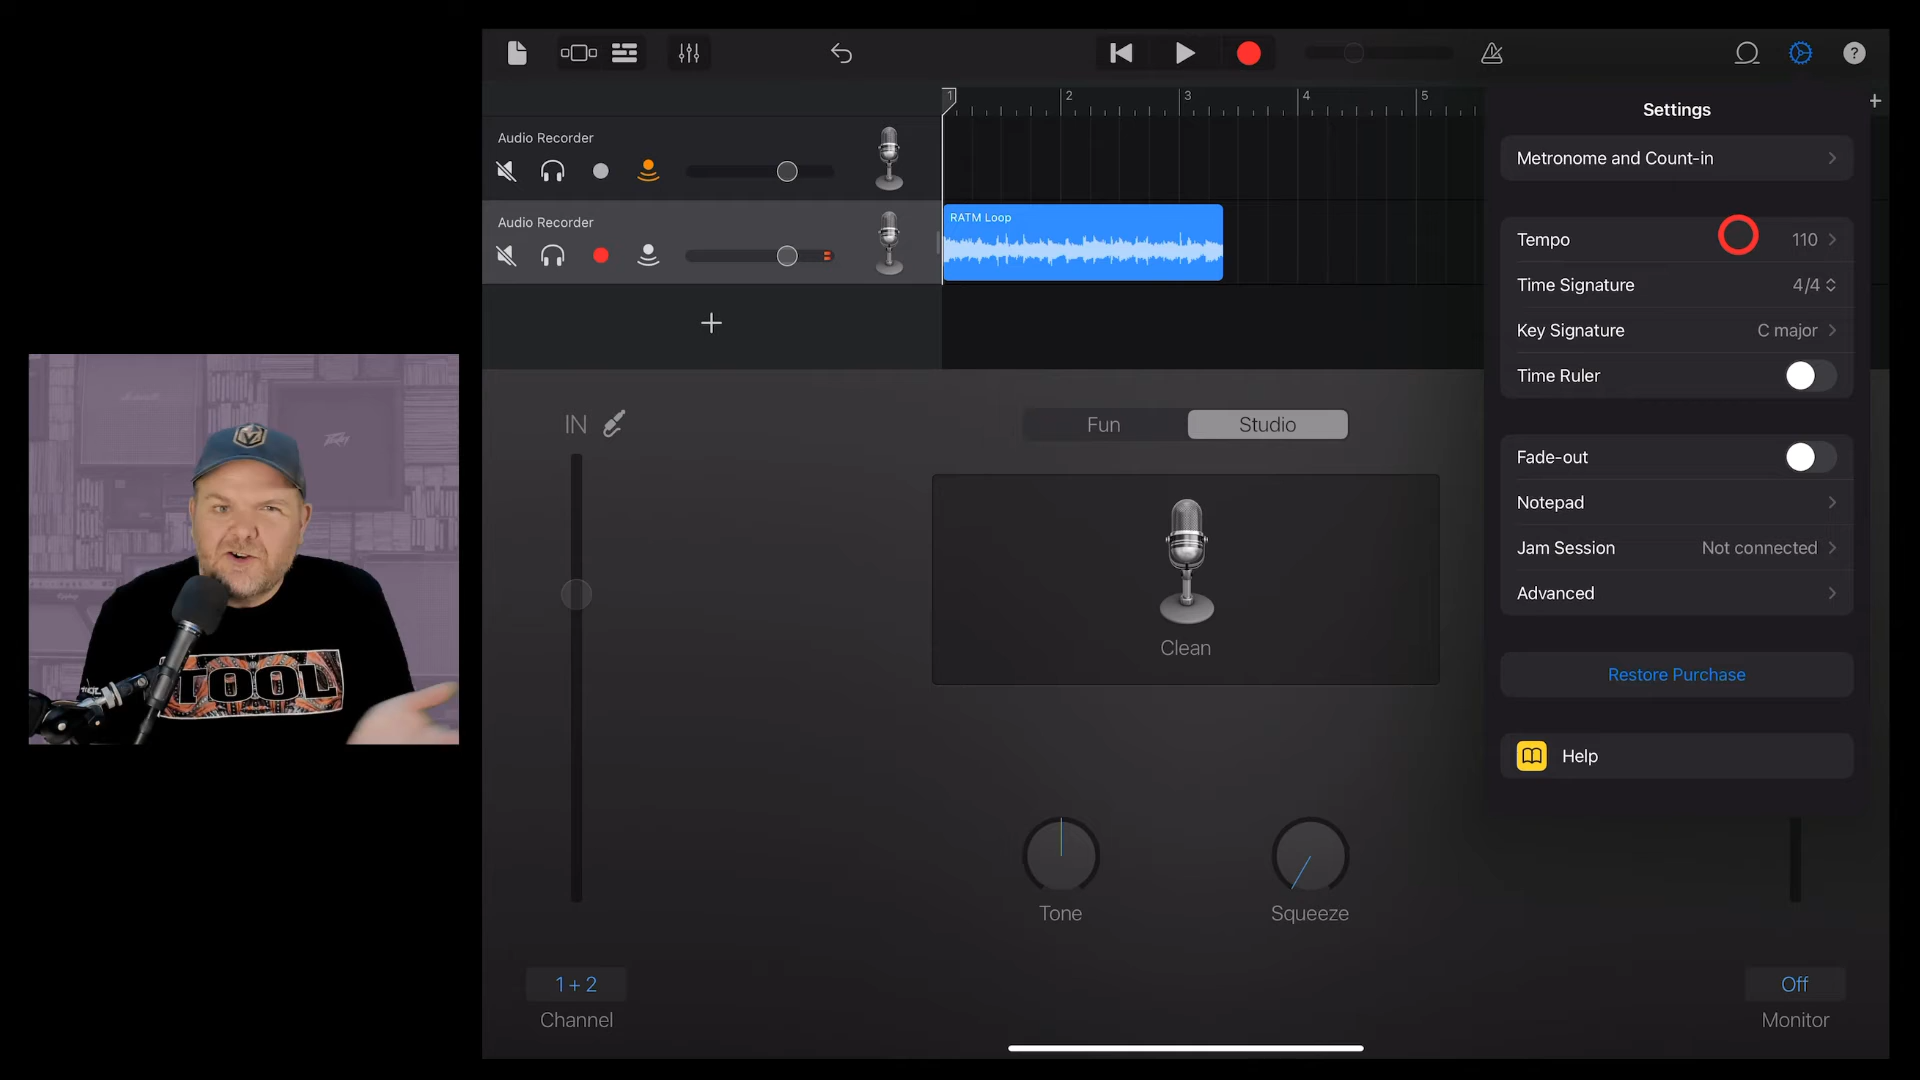 1
2
3
4
5
Audio Recorder
Audio Recorder
RATM Loop
IN
Fun
Studio
Clean
Tone
Squeeze
1 + 2
Channel
Off
Monitor
Settings
Metronome and Count-in
Tempo 110
Time Signature 4/4
Key Signature C major
Time Ruler
Fade-out
Notepad
Jam Session Not connected
Advanced
Restore Purchase
Help
?
TOOL
Peavey